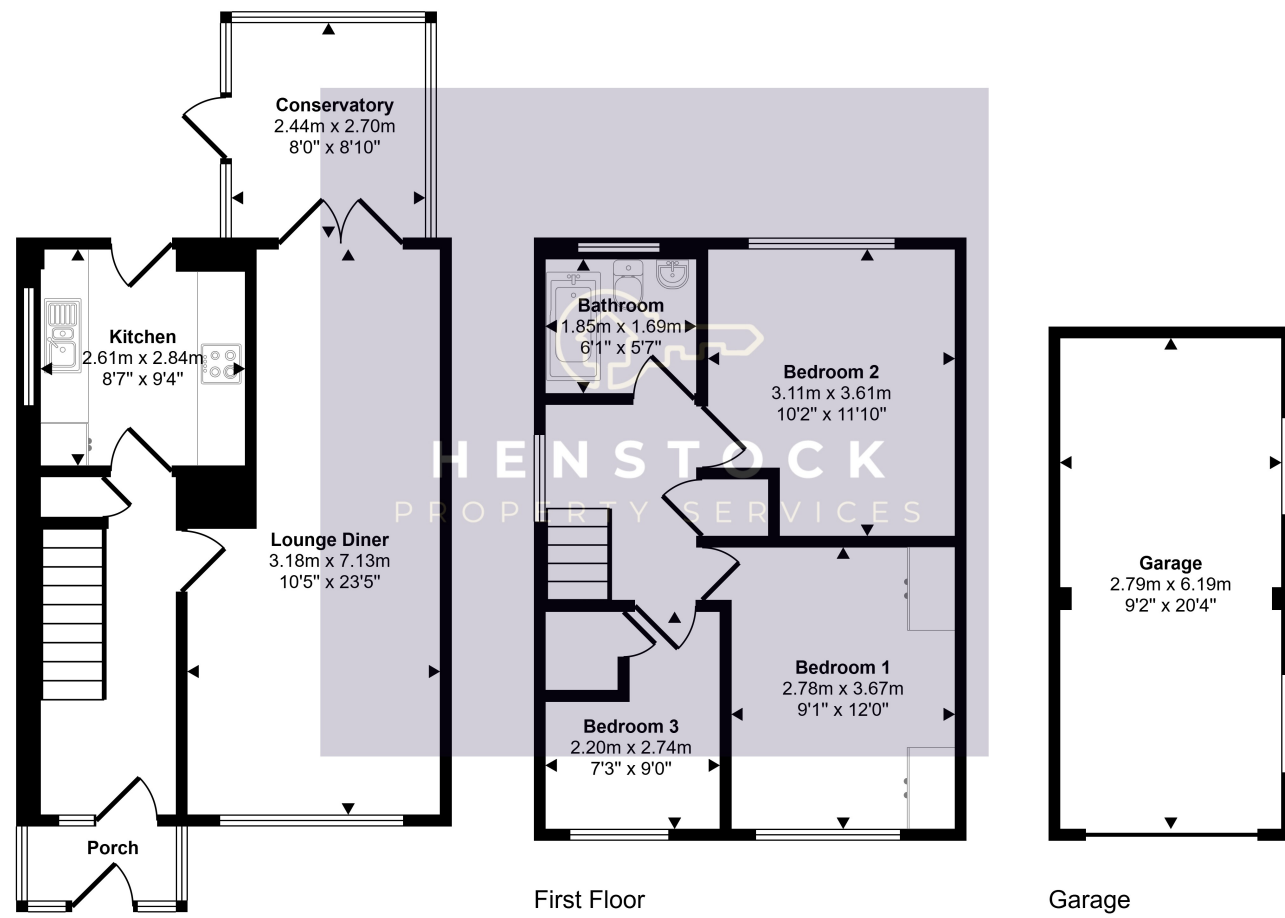 Conservatory
2.44m x 2.70m
8'0" x 8'10"
Kitchen
2.61m x 2.84m
8'7" x 9'4"
Lounge Diner
3.18m x 7.13m
10'5" x 23'5"
Porch
Bathroom
1.85m x 1.69m
6'1" x 5'7"
Bedroom 2
3.11m x 3.61m
10'2" x 11'10"
HENSTOCK
PROPERTY SERVICES
Bedroom 1
2.78m x 3.67m
9'1" x 12'0"
Bedroom 3
2.20m x 2.74m
7'3" x 9'0"
First Floor
Garage
2.79m x 6.19m
9'2" x 20'4"
Garage